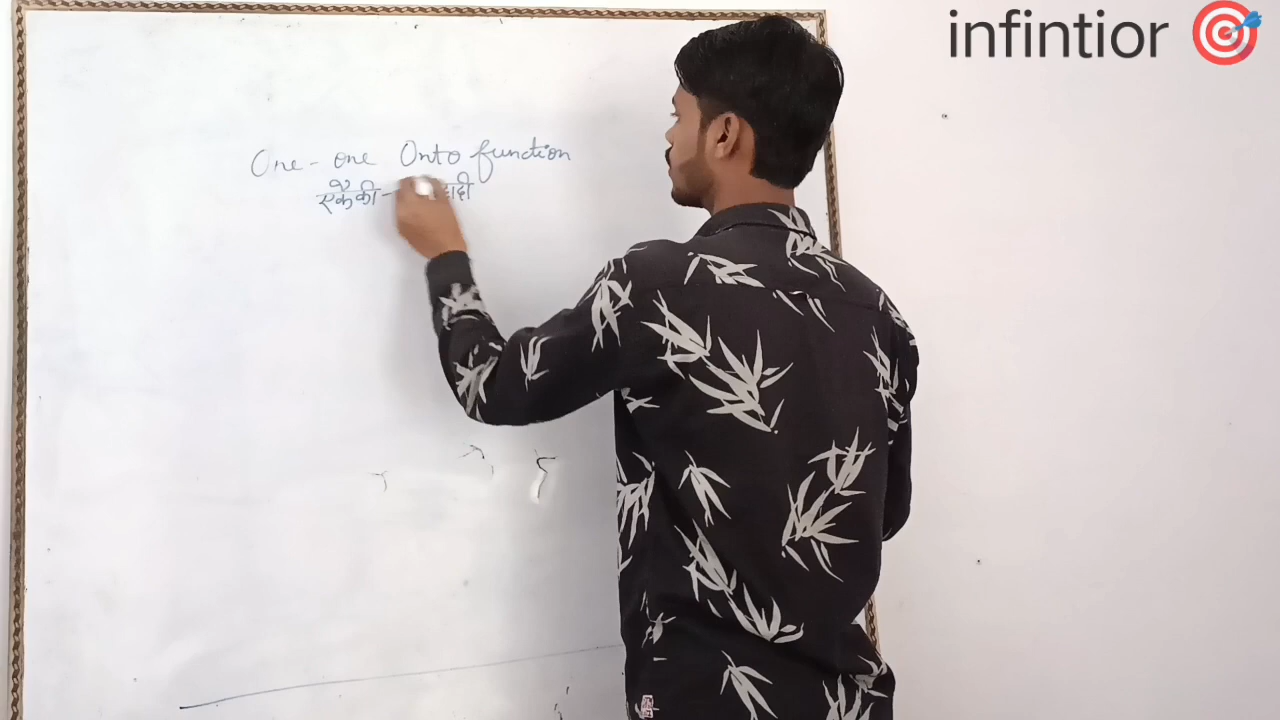 infintior
One-one Onto function
एकैकी-